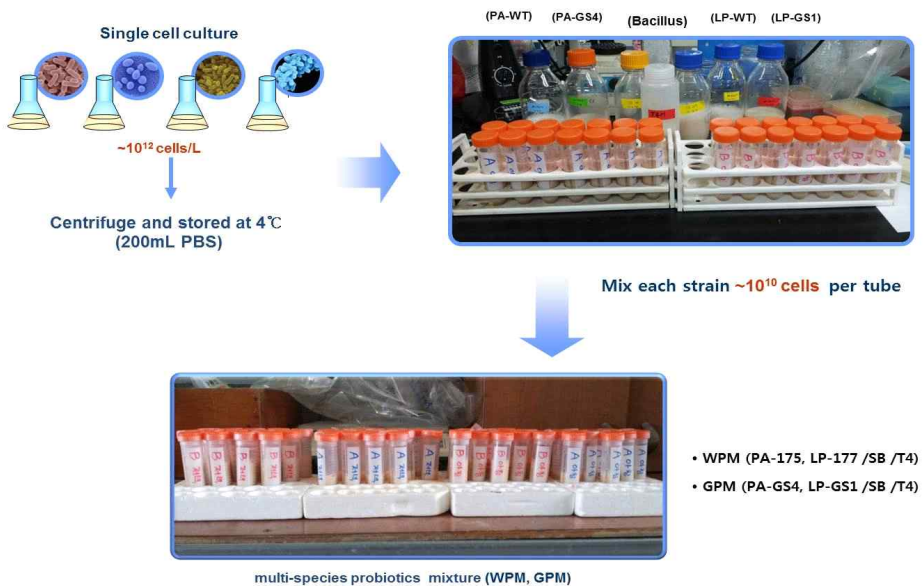 Single cell culture
~10¹² cells/L
Centrifuge and stored at 4℃
(200mL PBS)
(PA-WT) (PA-GS4) (Bacillus) (LP-WT) (LP-GS1)
Mix each strain ~10¹⁰ cells per tube
• WPM (PA-175, LP-177 /SB /T4)
• GPM (PA-GS4, LP-GS1 /SB /T4)
multi-species probiotics mixture (WPM, GPM)